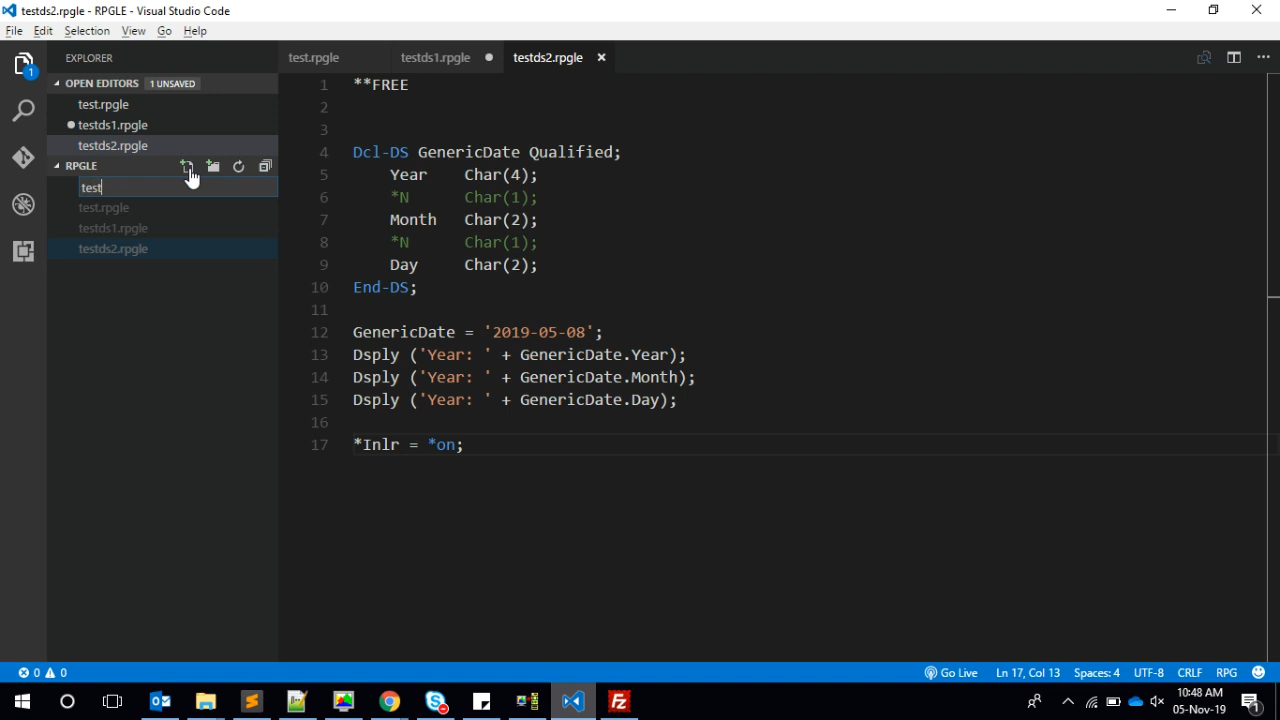 testds2.rpgle - RPGLE - Visual Studio Code
File Edit Selection View Go Help
EXPLORER
OPEN EDITORS 1 UNSAVED
test.rpgle
testds1.rpgle
testds2.rpgle
RPGLE
test
test.rpgle
testds1.rpgle
testds2.rpgle
1
test.rpgle testds1.rpgle testds2.rpgle
1 **FREE
2
3
4 Dcl-DS GenericDate Qualified;
5 Year Char(4);
6 *N Char(1);
7 Month Char(2);
8 *N Char(1);
9 Day Char(2);
10 End-DS;
11
12 GenericDate = '2019-05-08';
13 Dsply ('Year: ' + GenericDate.Year);
14 Dsply ('Year: ' + GenericDate.Month);
15 Dsply ('Year: ' + GenericDate.Day);
16
17 *Inlr = *on;
0 0 Go Live Ln 17, Col 13 Spaces: 4 UTF-8 CRLF RPG
10:48 AM
05-Nov-19
1